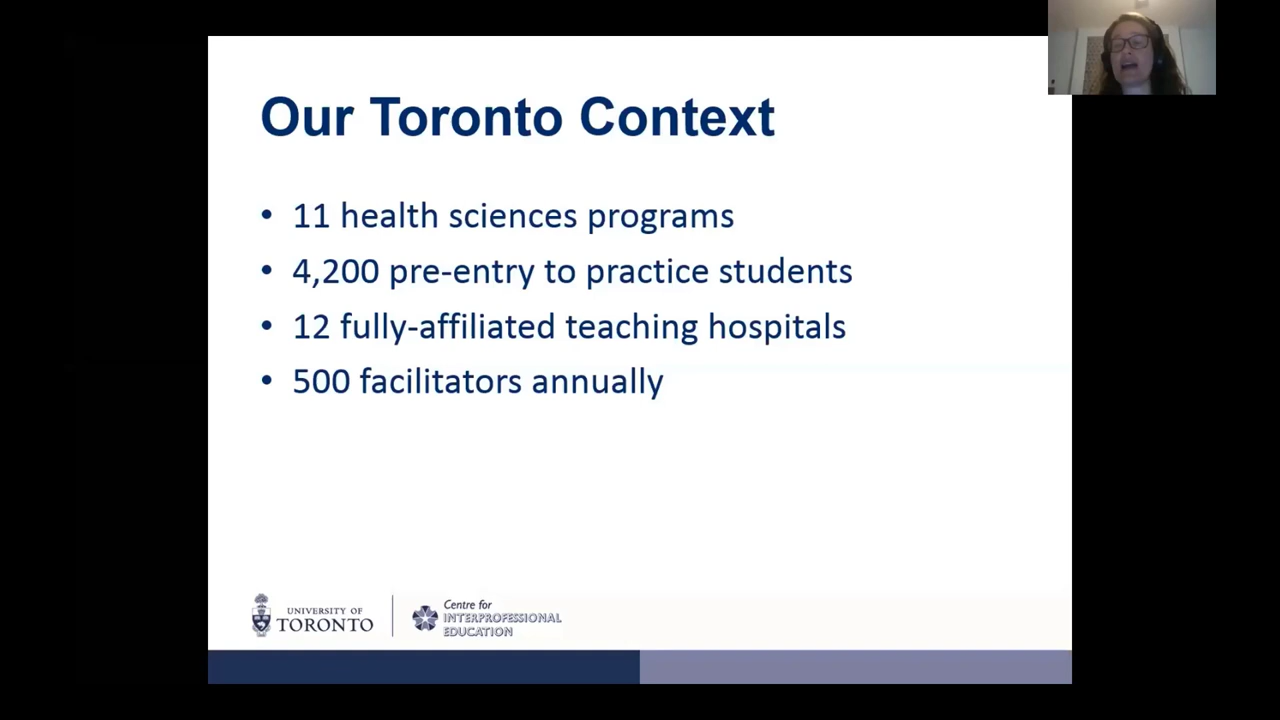 Our Toronto Context
• 11 health sciences programs
• 4,200 pre-entry to practice students
• 12 fully-affiliated teaching hospitals
• 500 facilitators annually
UNIVERSITY OF
TORONTO
Centre for
INTERPROFESSIONAL
EDUCATION